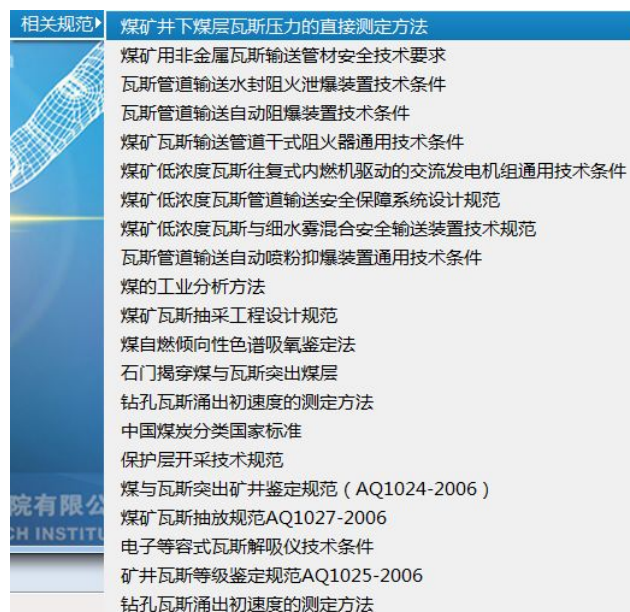 相关规范
煤矿井下煤层瓦斯压力的直接测定方法
煤矿用非金属瓦斯输送管材安全技术要求
瓦斯管道输送水封阻火泄爆装置技术条件
瓦斯管道输送自动阻爆装置技术条件
煤矿瓦斯输送管道干式阻火器通用技术条件
煤矿低浓度瓦斯往复式内燃机驱动的交流发电机组通用技术条件
煤矿低浓度瓦斯管道输送安全保障系统设计规范
煤矿低浓度瓦斯与细水雾混合安全输送装置技术规范
瓦斯管道输送自动喷粉抑爆装置通用技术条件
煤的工业分析方法
煤矿瓦斯抽采工程设计规范
煤自燃倾向性色谱吸氧鉴定法
石门揭穿煤与瓦斯突出煤层
钻孔瓦斯涌出初速度的测定方法
中国煤炭分类国家标准
保护层开采技术规范
煤与瓦斯突出矿井鉴定规范（AQ1024-2006）
煤矿瓦斯抽放规范AQ1027-2006
电子等容式瓦斯解吸仪技术条件
矿井瓦斯等级鉴定规范AQ1025-2006
钻孔瓦斯涌出初速度的测定方法
院有限公
CH INSTITU